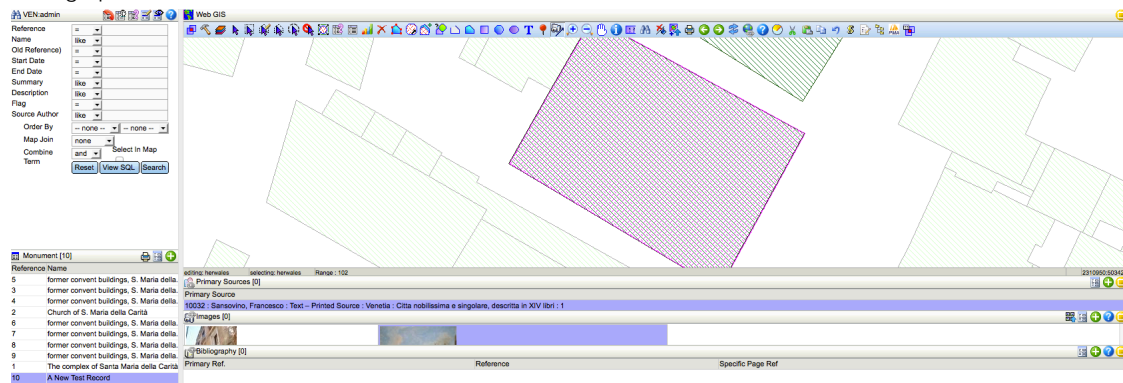 VEN:admin
Web GIS
Reference =
Name like
Old Reference) =
Start Date =
End Date =
Summary like
Description like
Flag =
Source Author like
Order By -- none -- -- none --
Map Join none
Combine Term and Select In Map
Reset View SQL Search
Monument [10]
Reference Name
5 former convent buildings, S. Maria della.
3 former convent buildings, S. Maria della.
4 former convent buildings, S. Maria della.
2 Church of S. Maria della Carità
6 former convent buildings, S. Maria della.
7 former convent buildings, S. Maria della.
8 former convent buildings, S. Maria della.
9 former convent buildings, S. Maria della.
1 The complex of Santa Maria della Carità
10 A New Test Record
editing: herwales selecting: herwales Range : 102 2310950:50342
Primary Sources [0]
Primary Source
10032 : Sansovino, Francesco : Text – Printed Source : Venetia : Citta nobilissima e singolare, descritta in XIV libri : 1
Images [0]
Bibliography [0]
Primary Ref. Reference Specific Page Ref